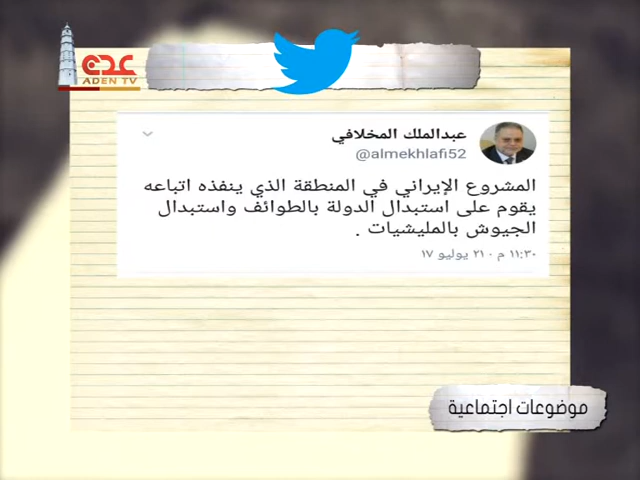 عدن
ADEN TV
عبدالملك المخلافي
@almekhlafi52
المشروع الإيراني في المنطقة الذي ينفذه اتباعه
يقوم على استبدال الدولة بالطوائف واستبدال
الجيوش بالمليشيات .
١١:٣٠ م · ٢١ يوليو ١٧
موضوعات اجتماعية